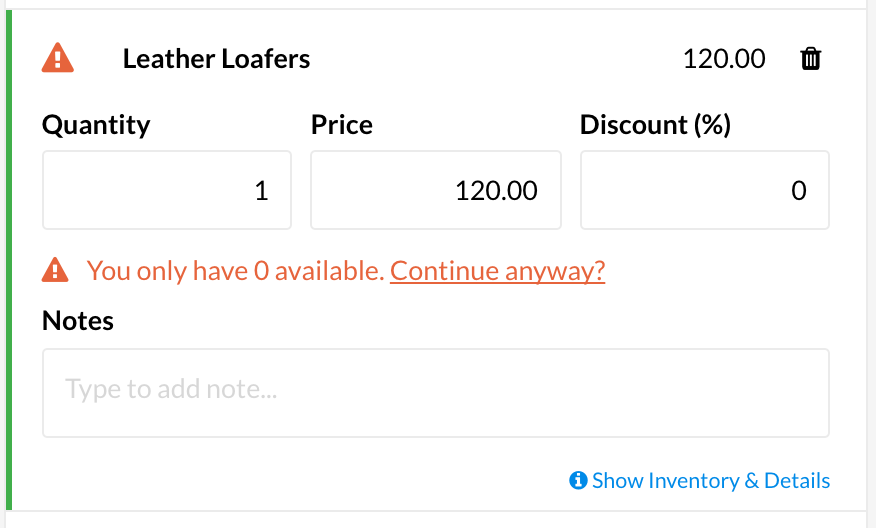 Leather Loafers 120.00
Quantity Price Discount (%)
1 120.00 0
You only have 0 available. Continue anyway?
Notes
Type to add note...
Show Inventory & Details